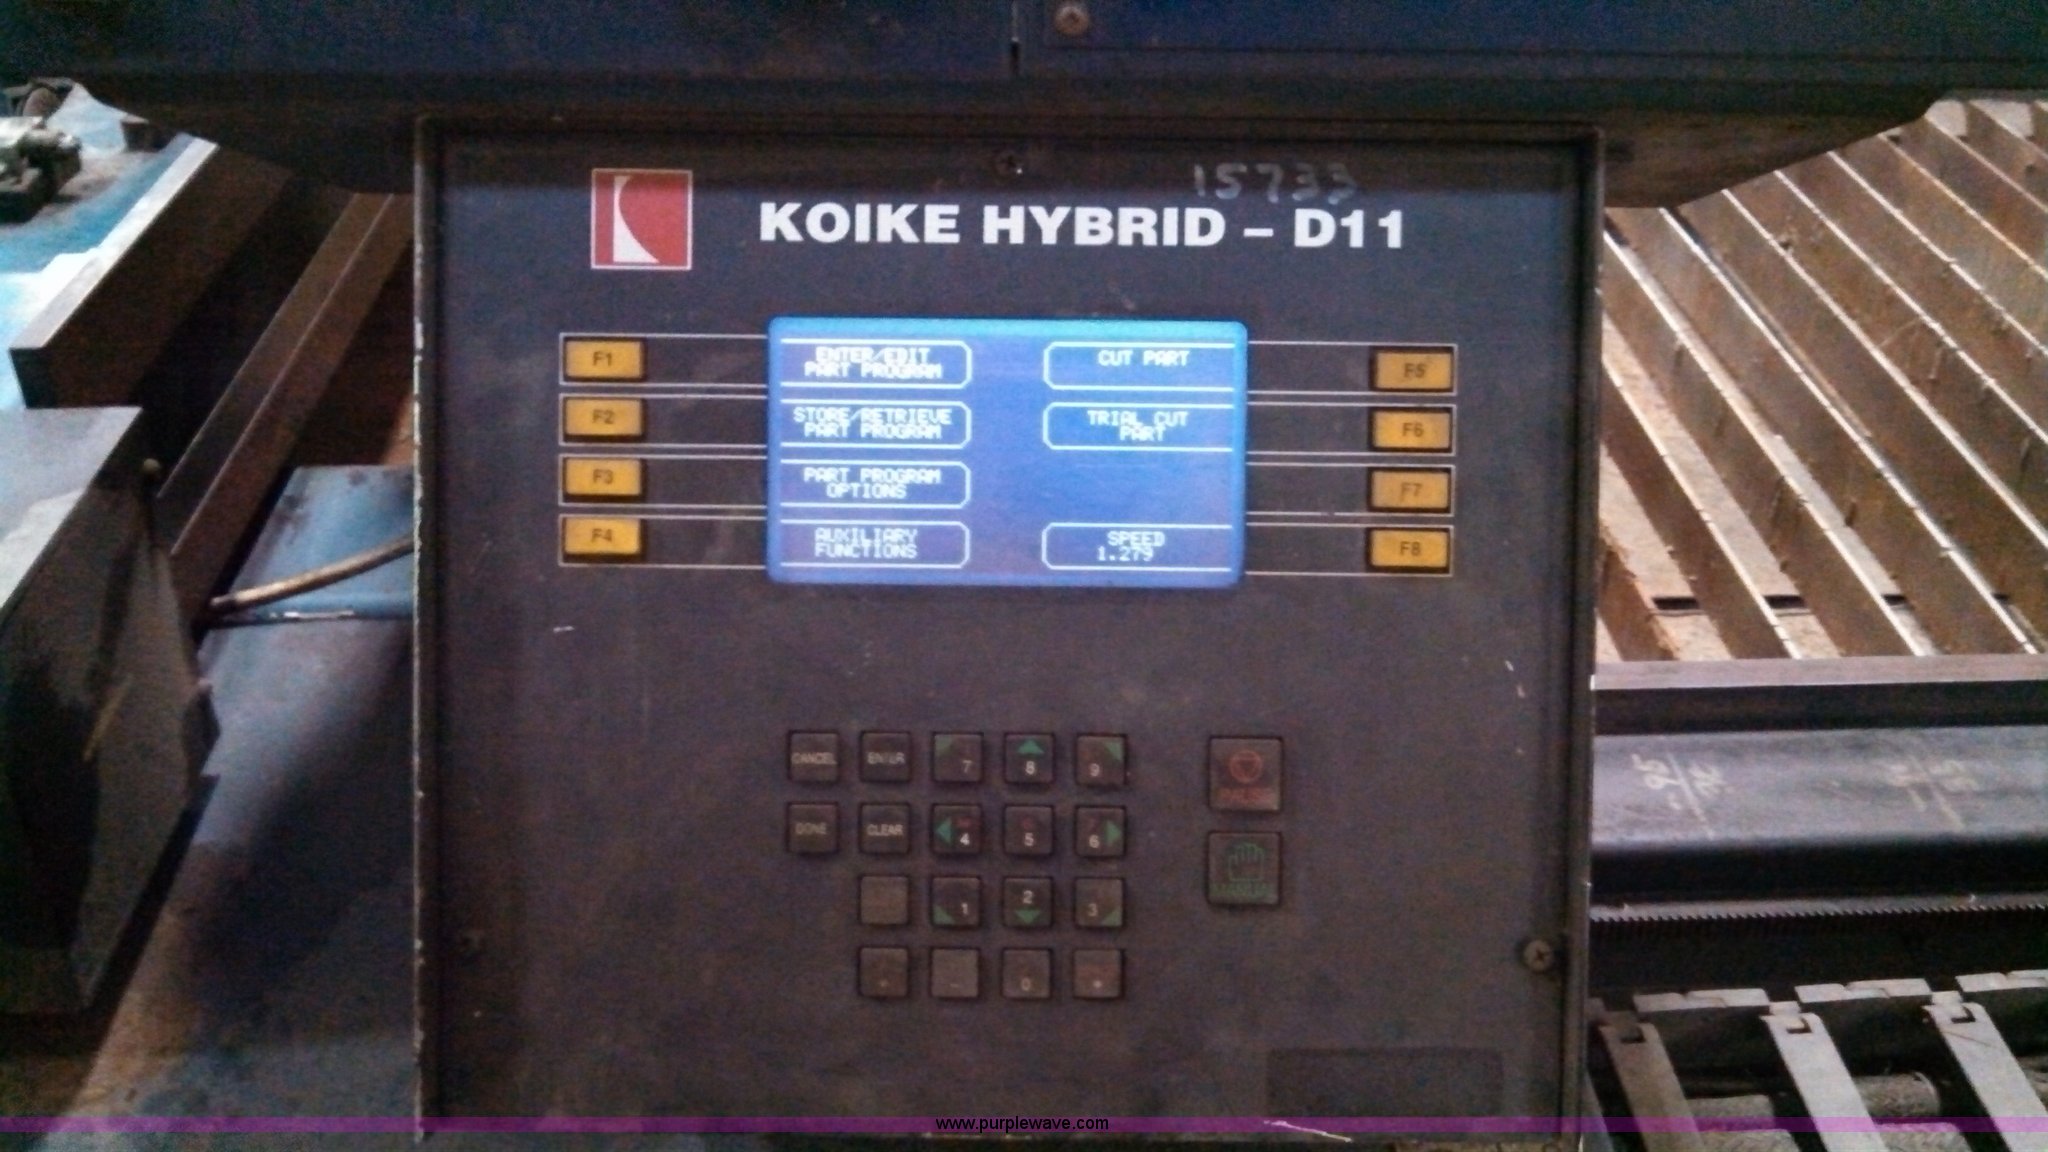 15733
KOIKE HYBRID – D11
F1
ENTER/EDIT
PART PROGRAM
CUT PART
F5
F2
STORE/RETRIEVE
PART PROGRAM
TRIAL CUT
PART
F6
F3
PART PROGRAM
OPTIONS
F7
F4
AUXILIARY
FUNCTIONS
SPEED
1.279
F8
CANCEL ENTER 7 8 9
DONE CLEAR 4 5 6
MANUAL
1 2 3
0
www.purplewave.com